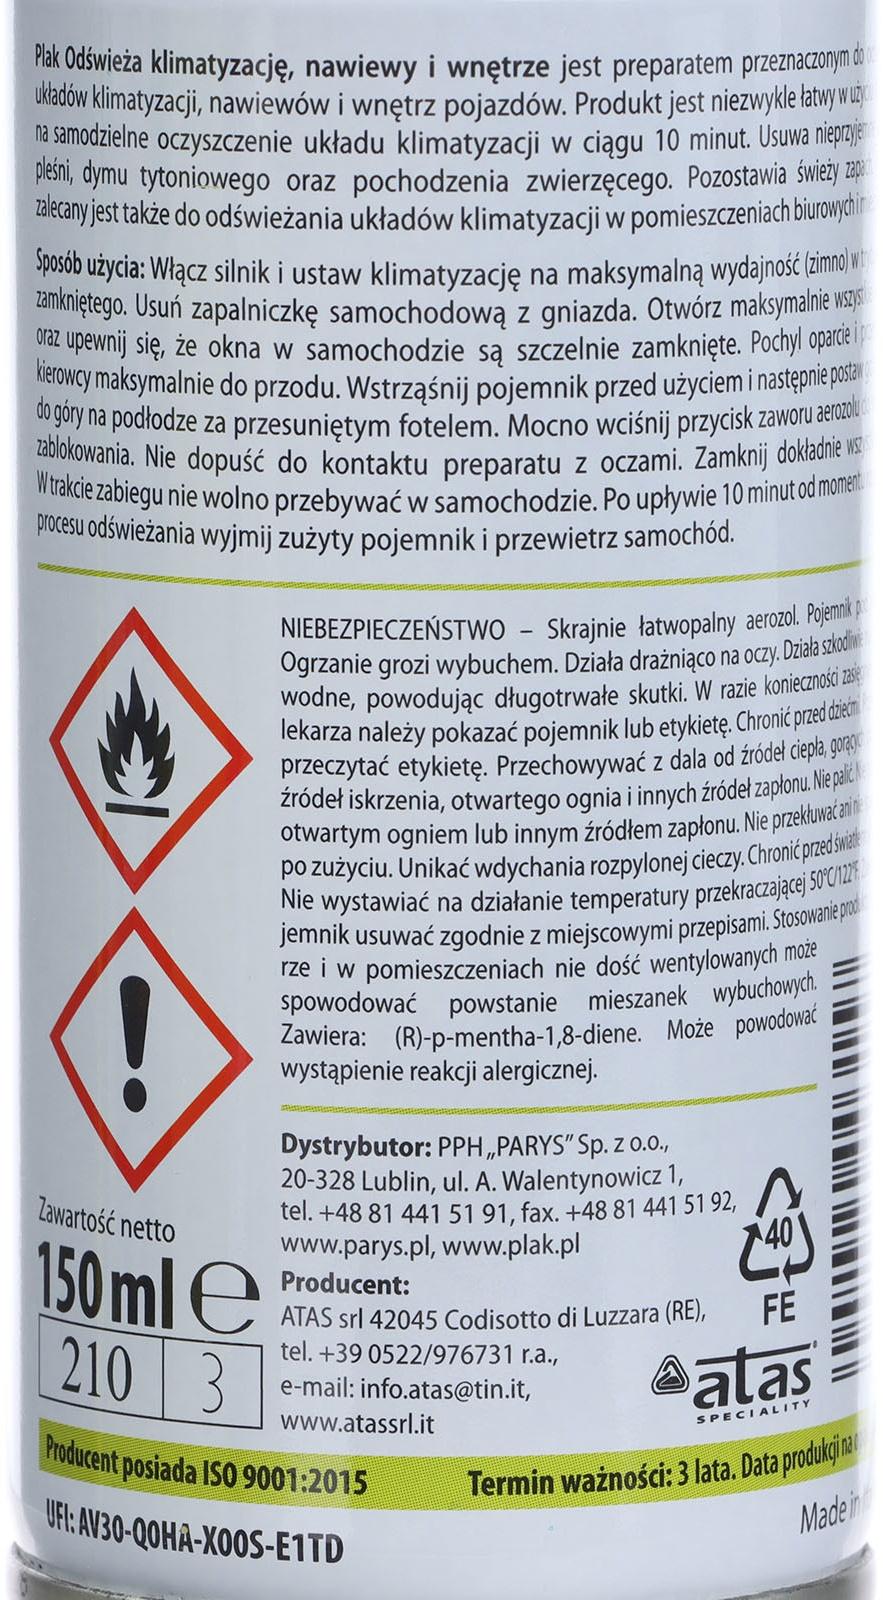 Plak Odświeża klimatyzację, nawiewy i wnętrze jest preparatem przeznaczonym do
układów klimatyzacji, nawiewów i wnętrz pojazdów. Produkt jest niezwykle łatwy w
na samodzielne oczyszczenie układu klimatyzacji w ciągu 10 minut. Usuwa
pleśni, dymu tytoniowego oraz pochodzenia zwierzęcego. Pozostawia świeży
zalecany jest także do odświeżania układów klimatyzacji w pomieszczeniach biurowych i
Sposób użycia: Włącz silnik i ustaw klimatyzację na maksymalną wydajność (zimno) w
zamkniętego. Usuń zapalniczkę samochodową z gniazda. Otwórz maksymalnie
oraz upewnij się, że okna w samochodzie są szczelnie zamknięte. Pochyl oparcie i
kierowcy maksymalnie do przodu. Wstrząśnij pojemnik przed użyciem i następnie postaw
do góry na podłodze za przesuniętym fotelem. Mocno wciśnij przycisk zaworu aerozolu
zablokowania. Nie dopuść do kontaktu preparatu z oczami. Zamknij dokładnie
W trakcie zabiegu nie wolno przebywać w samochodzie. Po upływie 10 minut od
procesu odświeżania wyjmij zużyty pojemnik i przewietrz samochód.
NIEBEZPIECZEŃSTWO – Skrajnie łatwopalny aerozol. Pojemnik
Ogrzanie grozi wybuchem. Działa drażniąco na oczy. Działa
wodne, powodując długotrwałe skutki. W razie konieczności
lekarza należy pokazać pojemnik lub etykietę. Chronić przed dziećmi.
przeczytać etykietę. Przechowywać z dala od źródeł ciepła,
źródeł iskrzenia, otwartego ognia i innych źródeł zapłonu. Nie palić.
otwartym ogniem lub innym źródłem zapłonu. Nie przekłuwać ani
po zużyciu. Unikać wdychania rozpylonej cieczy. Chronić przed
Nie wystawiać na działanie temperatury przekraczającej 50°C/122°F.
jemnik usuwać zgodnie z miejscowymi przepisami. Stosowanie
rze i w pomieszczeniach nie dość wentylowanych może
spowodować powstanie mieszanek wybuchowych.
Zawiera: (R)-p-mentha-1,8-diene. Może powodować
wystąpienie reakcji alergicznej.
Dystrybutor: PPH „PARYS” Sp. z o.o.,
20-328 Lublin, ul. A. Walentynowicz 1,
tel. +48 81 441 51 91, fax. +48 81 441 51 92,
www.parys.pl, www.plak.pl
Producent:
ATAS srl 42045 Codisotto di Luzzara (RE),
tel. +39 0522/976731 r.a.,
e-mail: info.atas@tin.it,
www.atassrl.it
Zawartość netto
150 ml e
210 3
40
FE
atas
SPECIALITY
Producent posiada ISO 9001:2015
Termin ważności: 3 lata. Data produkcji na
UFI: AV30-Q0HA-X00S-E1TD
Made in